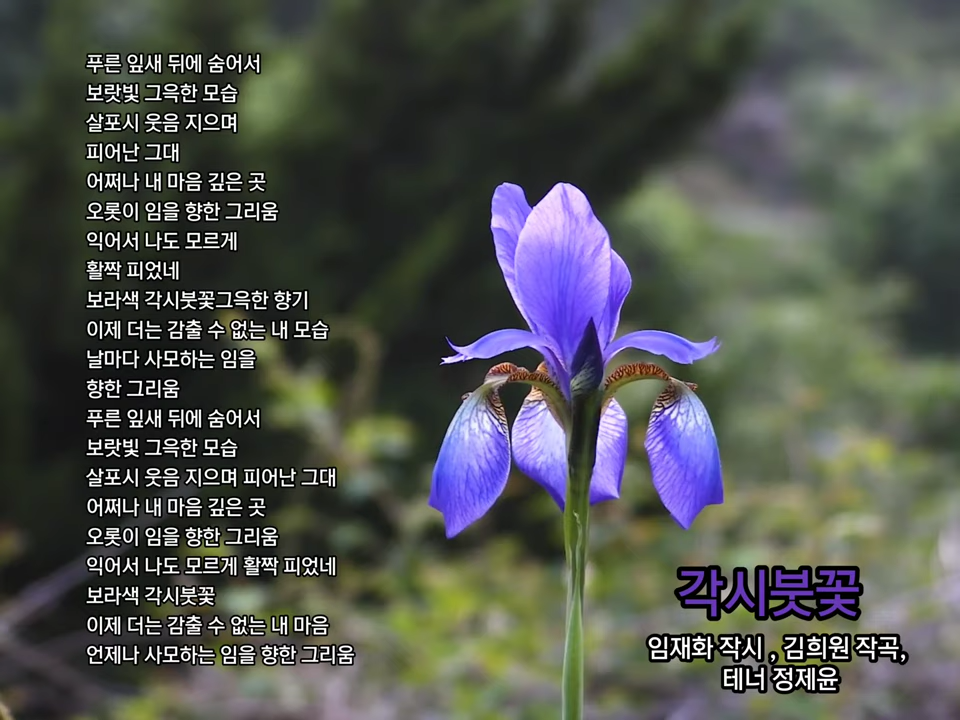 푸른 잎새 뒤에 숨어서
보랏빛 그윽한 모습
살포시 웃음 지으며
피어난 그대
어쩌나 내 마음 깊은 곳
오롯이 임을 향한 그리움
익어서 나도 모르게
활짝 피었네
보라색 각시붓꽃그윽한 향기
이제 더는 감출 수 없는 내 모습
날마다 사모하는 임을
향한 그리움
푸른 잎새 뒤에 숨어서
보랏빛 그윽한 모습
살포시 웃음 지으며 피어난 그대
어쩌나 내 마음 깊은 곳
오롯이 임을 향한 그리움
익어서 나도 모르게 활짝 피었네
보라색 각시붓꽃
이제 더는 감출 수 없는 내 마음
언제나 사모하는 임을 향한 그리움
각시붓꽃
임재화 작시 , 김희원 작곡,
테너 정제윤